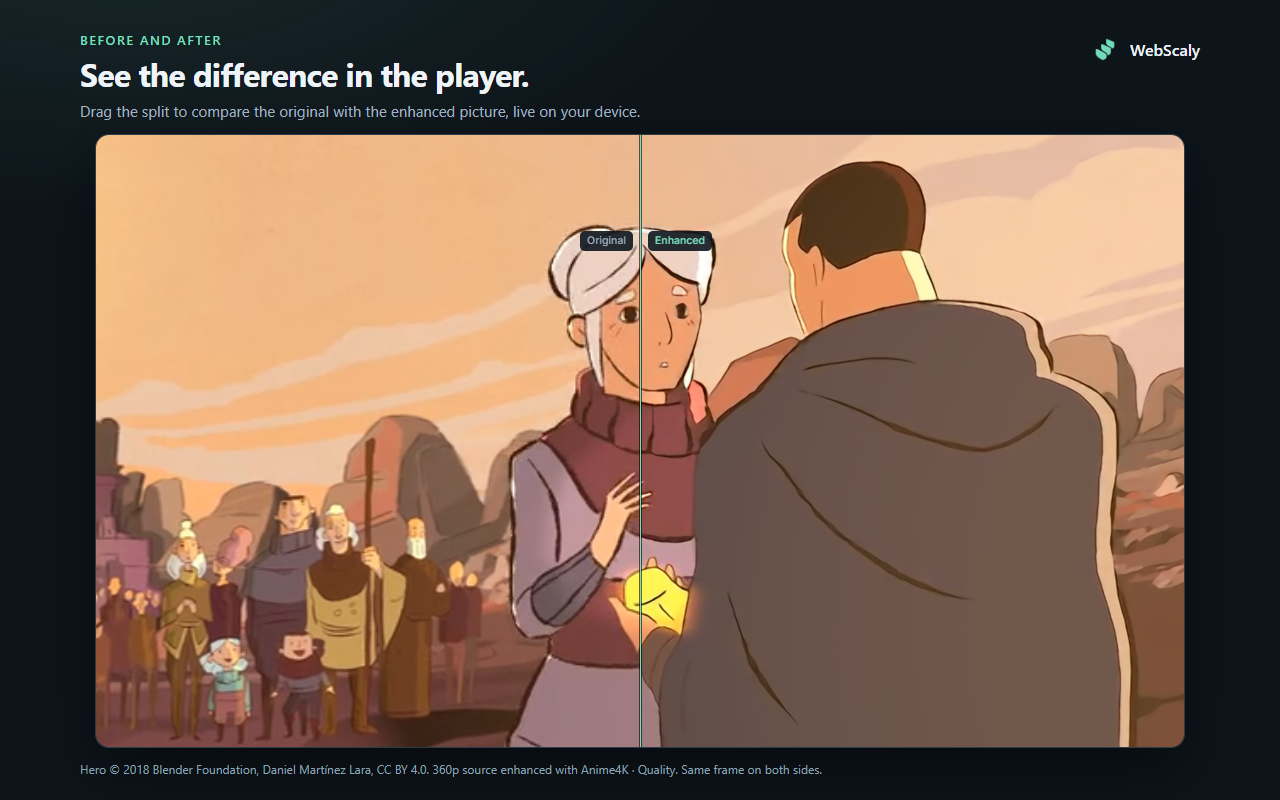 BEFORE AND AFTER
WebScaly
See the difference in the player.
Drag the split to compare the original with the enhanced picture, live on your device.
Original
Enhanced
Hero © 2018 Blender Foundation, Daniel Martínez Lara, CC BY 4.0. 360p source enhanced with Anime4K · Quality. Same frame on both sides.